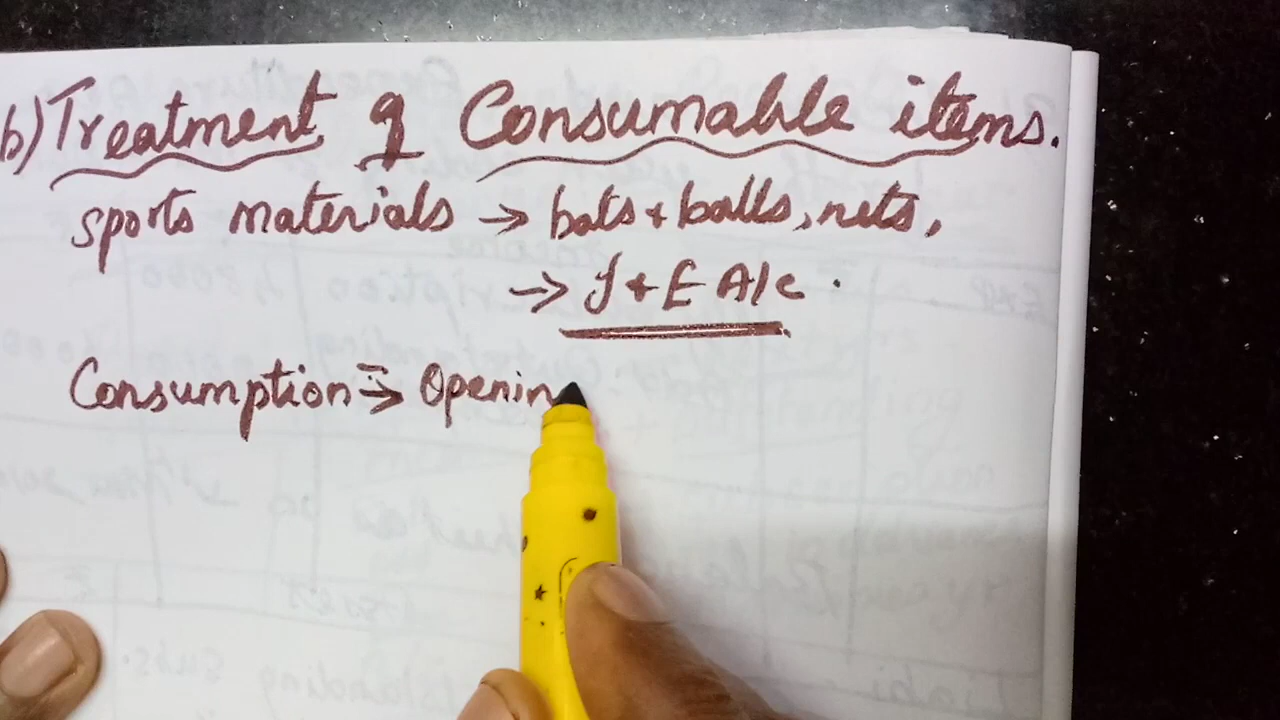 b) Treatment of Consumable items.
sports materials → bats + balls, nets,
→ I + E A/c.
Consumption → Openin